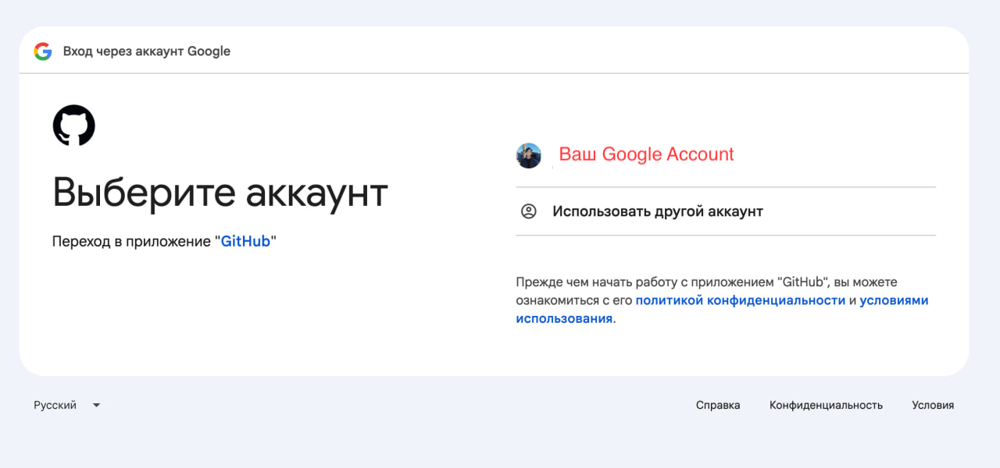 Вход через аккаунт Google
Выберите аккаунт
Переход в приложение "GitHub"
Ваш Google Account
Использовать другой аккаунт
Прежде чем начать работу с приложением "GitHub", вы можете
ознакомиться с его политикой конфиденциальности и условиями
использования.
Русский
Справка
Конфиденциальность
Условия